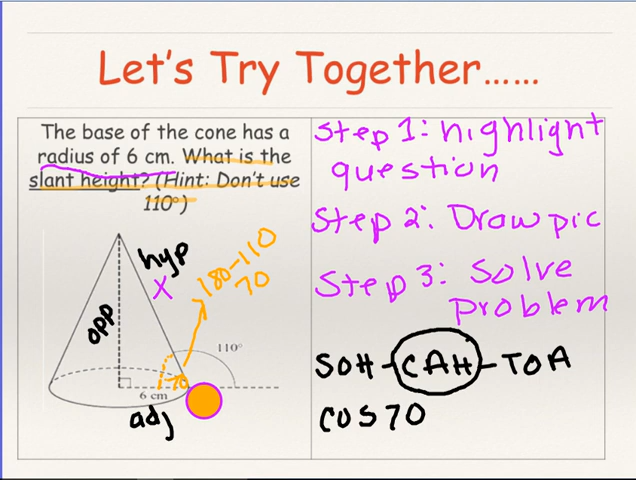 Let's Try Together......
The base of the cone has a
radius of 6 cm. What is the
slant height? (Hint: Don't use
110°)
hyp
X
180-110
70
opp
110°
70
6 cm
adj
Step 1: highlight
question
Step 2: Draw pic
Step 3: Solve
problem
SOH-CAH-TOA
COS70